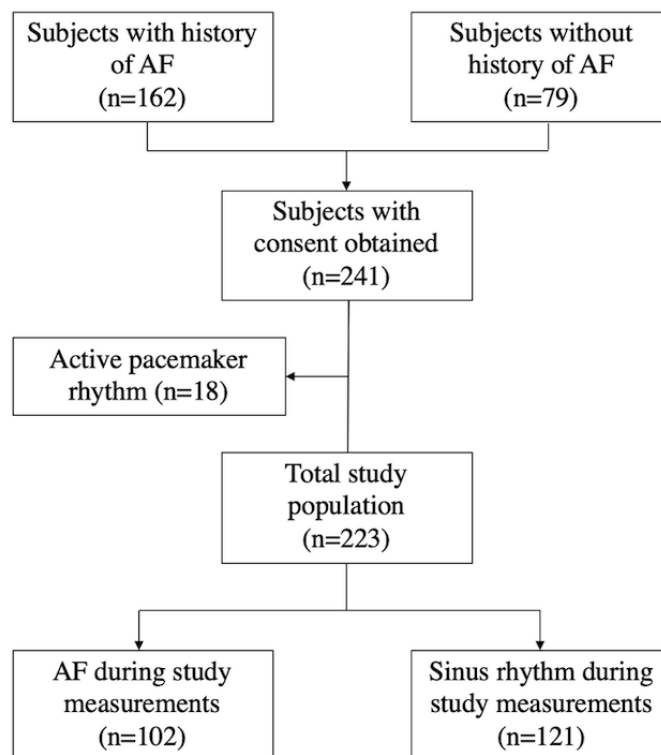 Subjects with history
of AF
(n=162)
Subjects without
history of AF
(n=79)
Subjects with
consent obtained
(n=241)
Active pacemaker
rhythm (n=18)
Total study
population
(n=223)
AF during study
measurements
(n=102)
Sinus rhythm during
study measurements
(n=121)